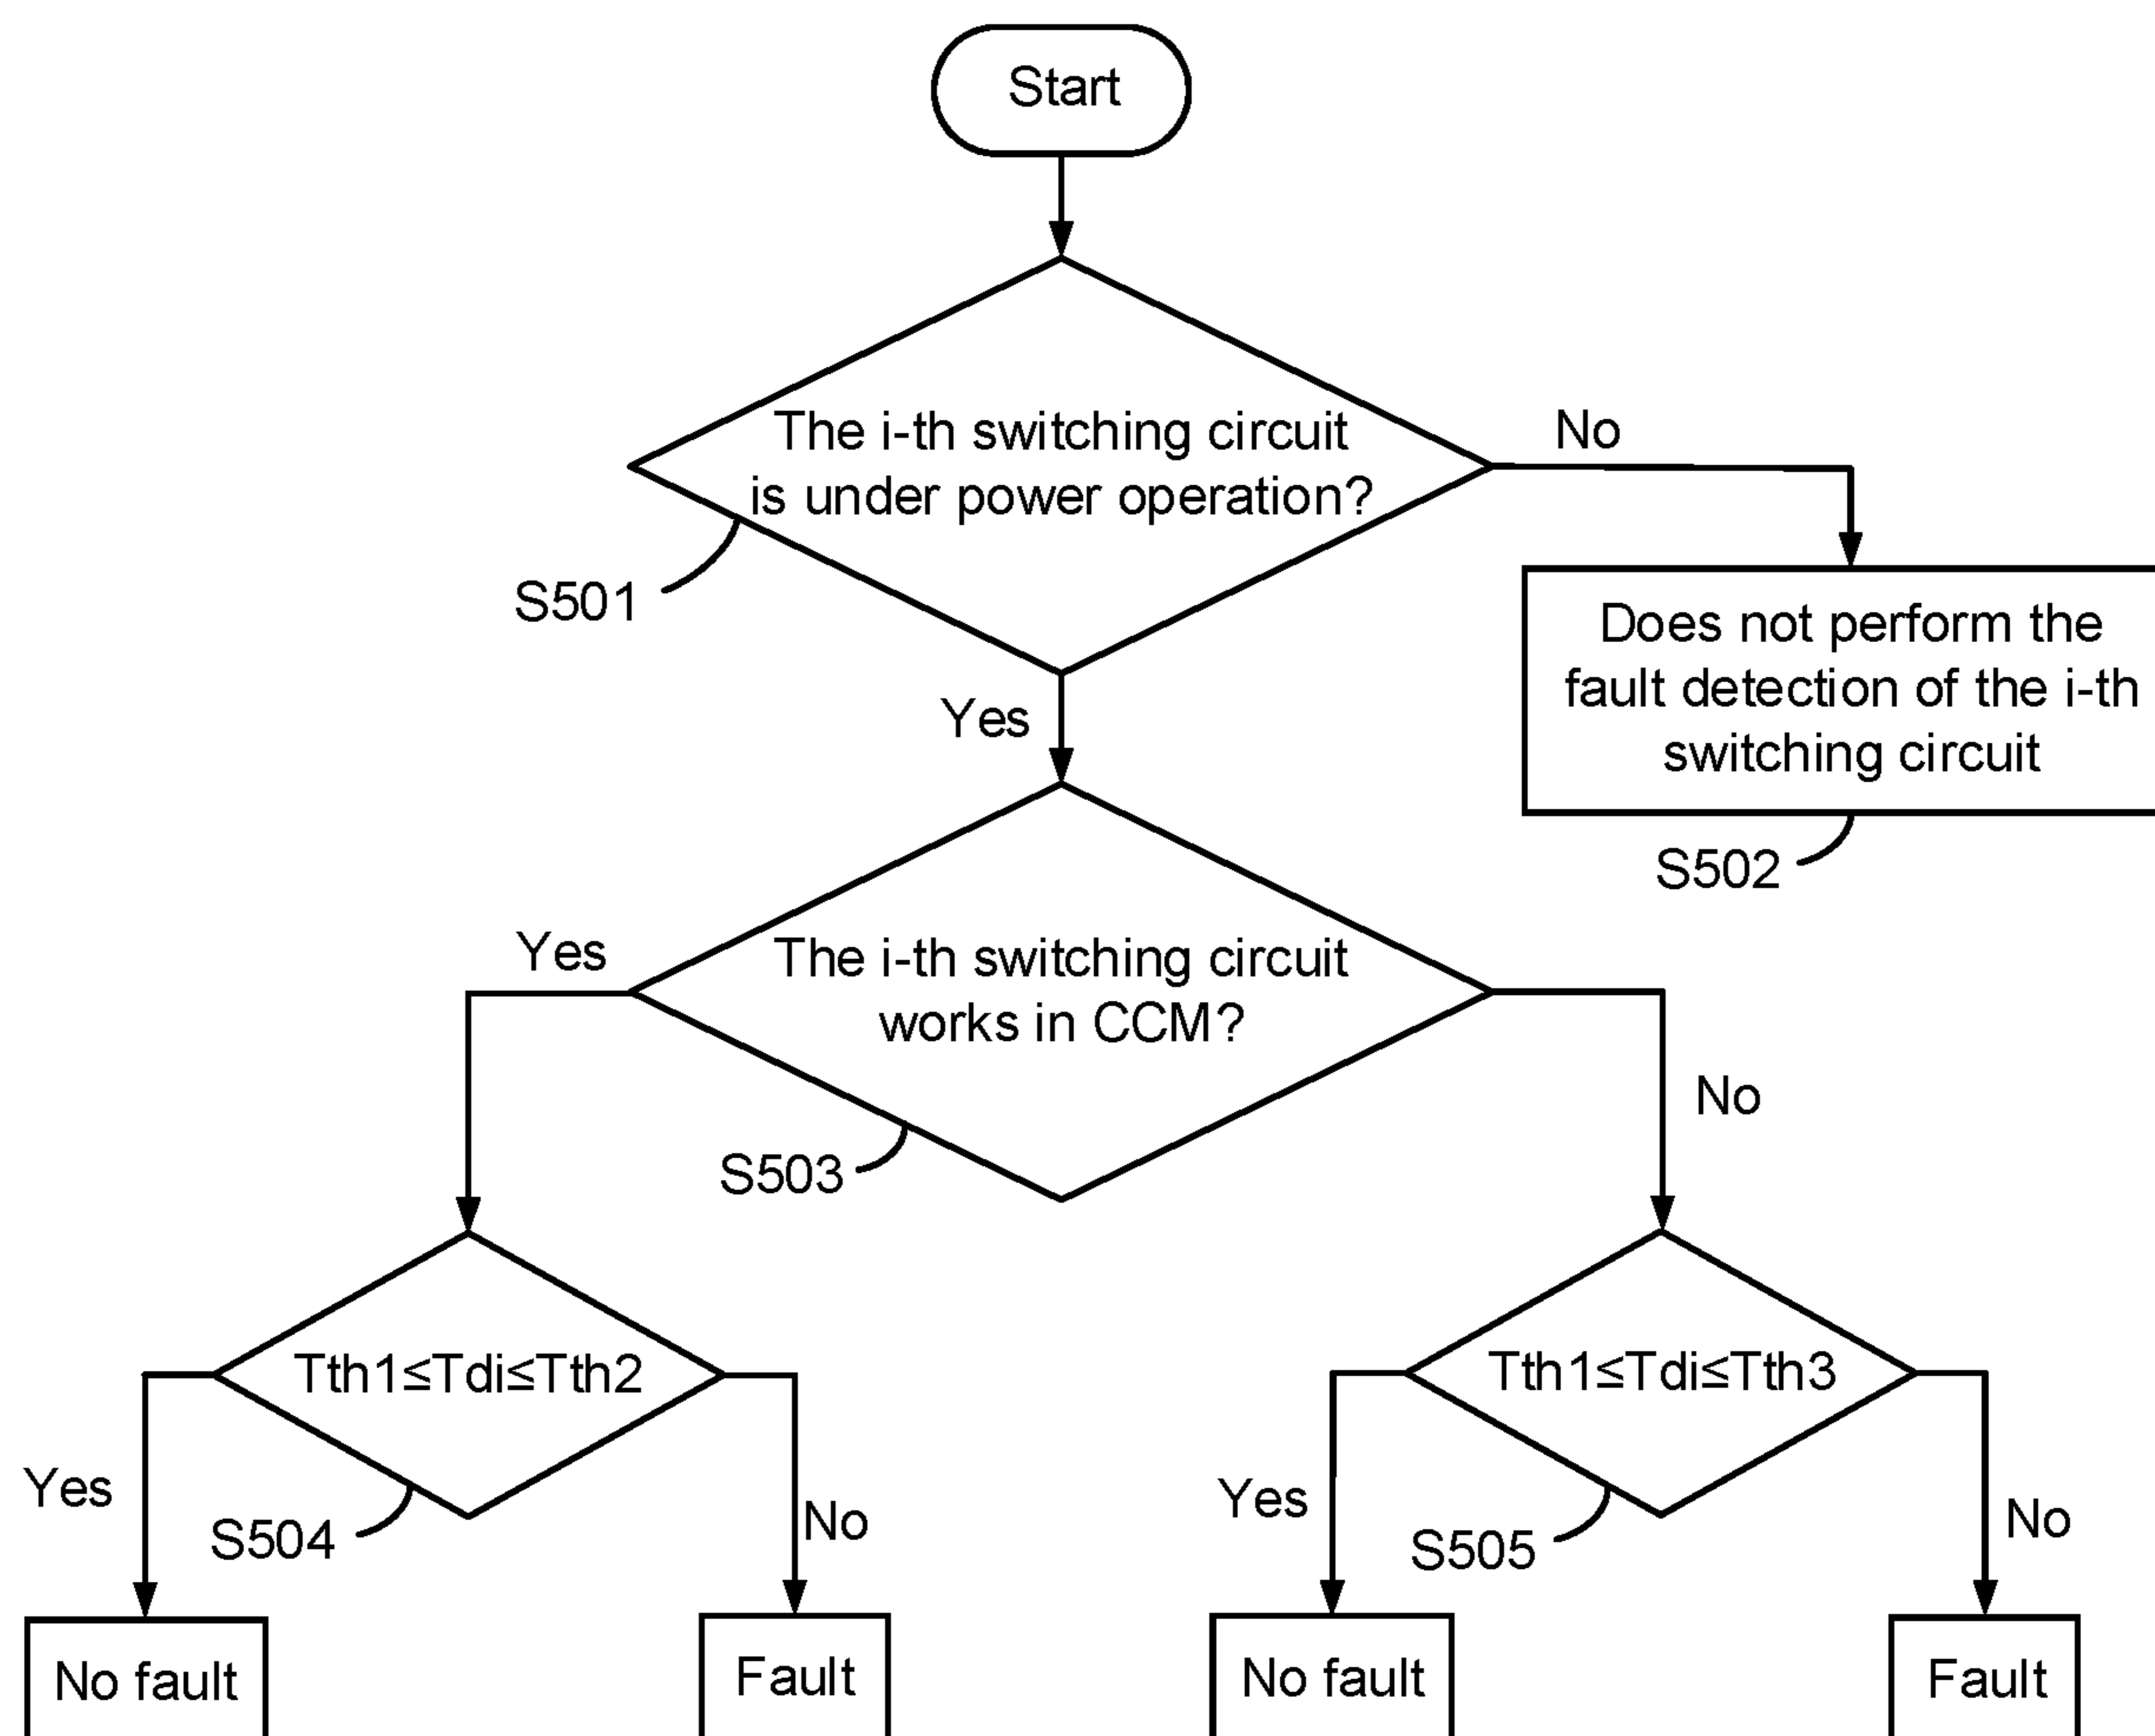 Start
The i-th switching circuit
is under power operation?
No
S501
Does not perform the
fault detection of the i-th
switching circuit
S502
Yes
The i-th switching circuit
works in CCM?
Yes
No
S503
Tth1≤Tdi≤Tth2
Yes
No
S504
Tth1≤Tdi≤Tth3
Yes
No
S505
No fault
Fault
No fault
Fault